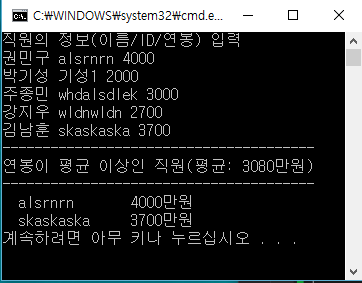 C:\WINDOWS\system32\cmd.e...
직원의 정보(이름/ID/연봉) 입력
권민구 alsrnrn 4000
박기성 기성1 2000
주종민 whdalsdlek 3000
강지우 wldnwldn 2700
김남훈 skaskaska 3700
----------------------------------------
연봉이 평균 이상인 직원(평균: 3080만원)
----------------------------------------
alsrnrn 4000만원
skaskaska 3700만원
계속하려면 아무 키나 누르십시오 . . .